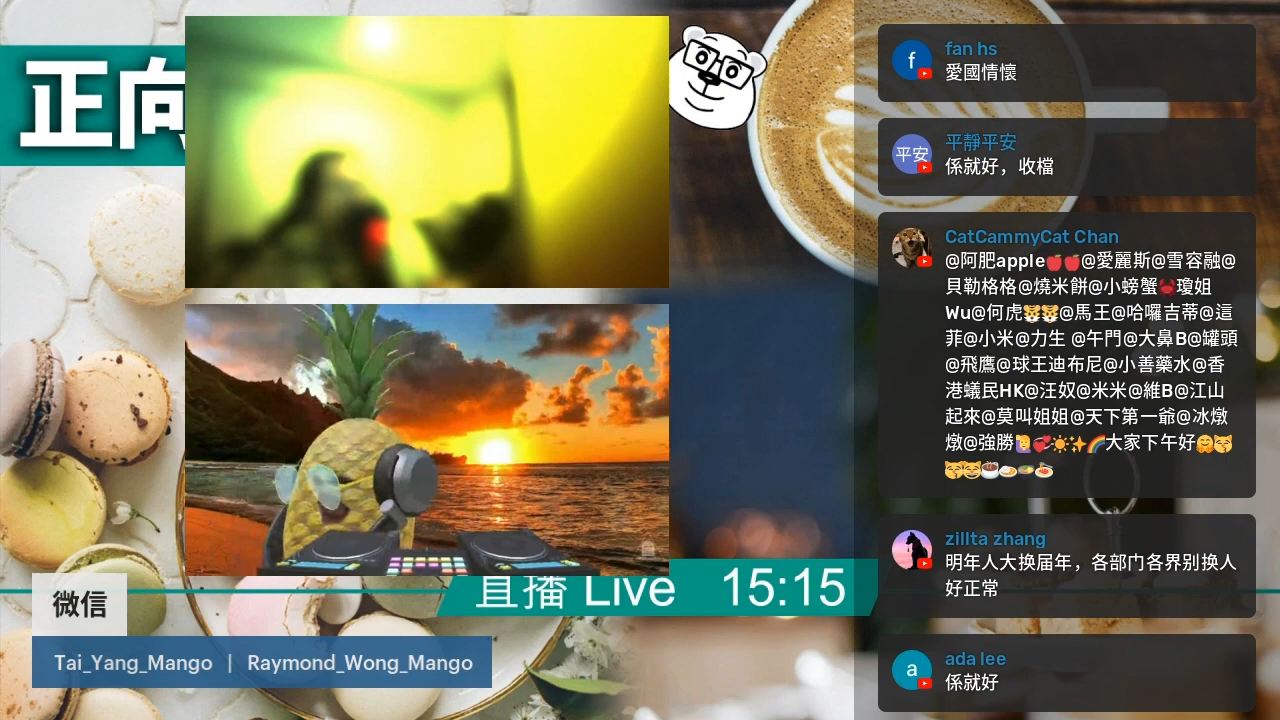 正向
fan hs
愛國情懷
平安
平靜平安
係就好，收檔
CatCammyCat Chan
@阿肥apple🍎🍎@愛麗斯@雪容融@
貝勒格格@燒米餅@小螃蟹🦀瓊姐
Wu@何虎🐯🐯@馬王@哈囉吉蒂@這
菲@小米@力生 @午門@大鼻B@罐頭
@飛鷹@球王迪布尼@小善藥水@香
港蟻民HK@汪奴@米米@維B@江山
起來@莫叫姐姐@天下第一爺@冰燉
燉@強勝🙋💞☀✨🌈大家下午好🤗😽
😽😄☕🍳🍲🍝
zillta zhang
明年人大换届年，各部门各界别换人
好正常
ada lee
係就好
直播 Live 15:15
微信
Tai_Yang_Mango | Raymond_Wong_Mango